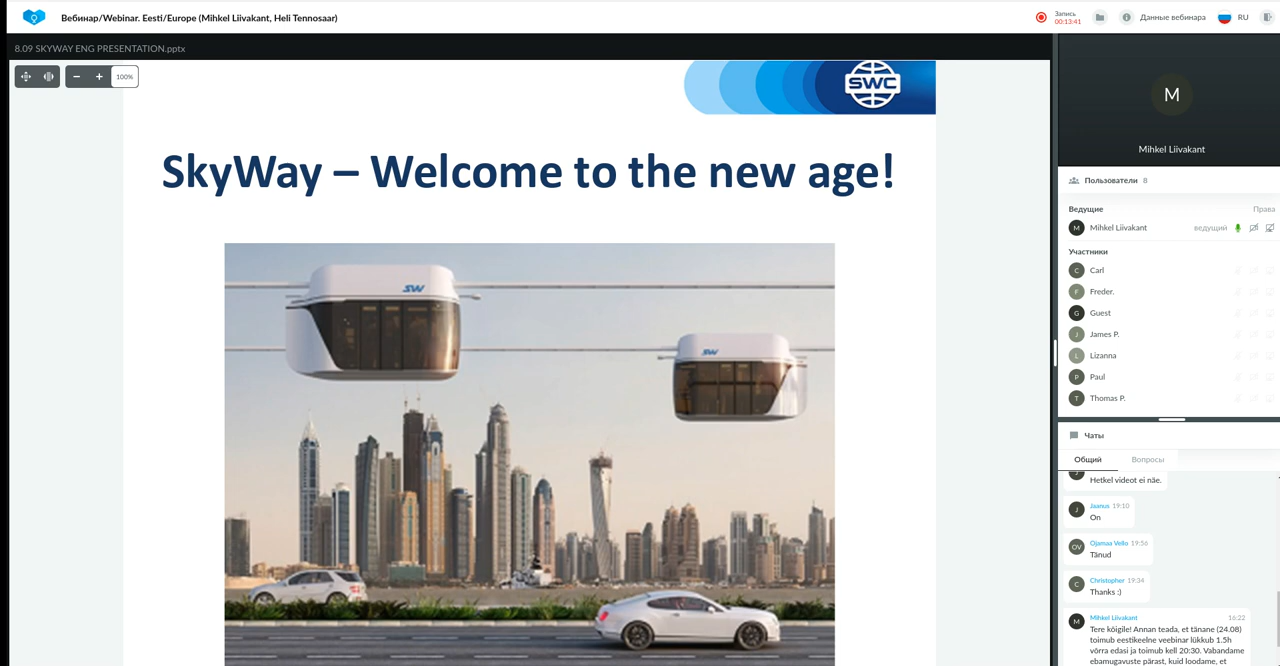 Вебинар/Webinar. Eesti/Europe (Mihkel Liivakant, Heli Tennosaar)
Запись
00:13:41
Данные вебинара
RU
8.09 SKYWAY ENG PRESENTATION.pptx
100%
SWC
SkyWay – Welcome to the new age!
SW
SW
M
Mihkel Liivakant
Пользователи 8
Ведущие
Права
M
Mihkel Liivakant
ведущий
Участники
C
Carl
F
Freder.
G
Guest
J
James P.
L
Lizanna
P
Paul
T
Thomas P.
Чаты
Общий
Вопросы
Hetkel videot ei näe.
J
Jaanus 19:10
On
OV
Ojamaa Vello 19:56
Tänud
C
Christopher 19:34
Thanks :)
M
Mihkel Liivakant 16:22
Tere kõigile! Annan teada, et tänane (24.08)
toimub eestikeelne veebinar lükkub 1.5h
võrra edasi ja toimub kell 20:30. Vabandame
ebamugavuste pärast, kuid loodame, et